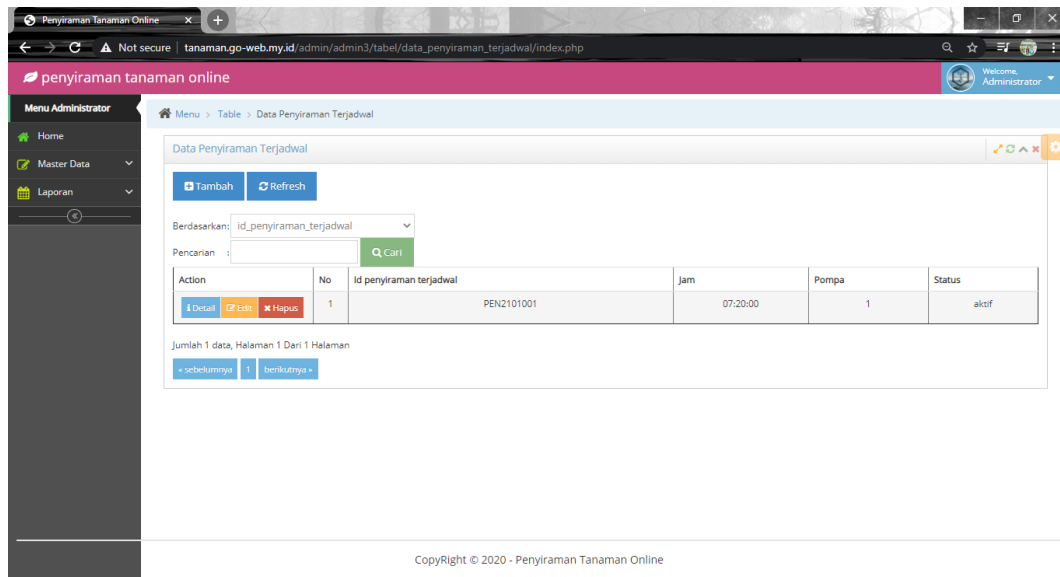 Penyiraman Tanaman Online
Not secure | tanaman.go-web.my.id/admin/admin3/tabel/data_penyiraman_terjadwal/index.php
penyiraman tanaman online
Welcome,
Administrator
Menu Administrator
Menu > Table > Data Penyiraman Terjadwal
Home
Master Data
Laporan
Data Penyiraman Terjadwal
Tambah Refresh
Berdasarkan: id_penyiraman_terjadwal
Pencarian :
Cari
Action No Id penyiraman terjadwal Jam Pompa Status
Detail Edit Hapus 1 PEN2101001 07:20:00 1 aktif
Jumlah 1 data, Halaman 1 Dari 1 Halaman
« sebelumnya 1 berikutnya »
CopyRight © 2020 - Penyiraman Tanaman Online